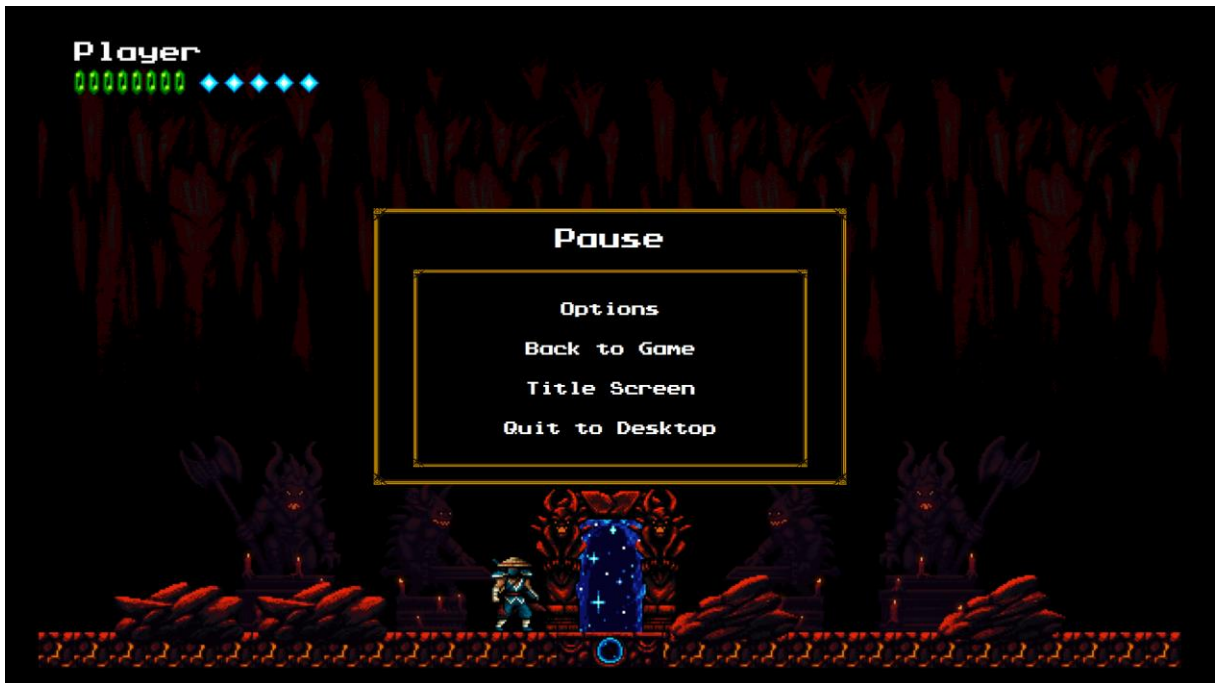 Player
Pause
Options
Back to Game
Title Screen
Quit to Desktop